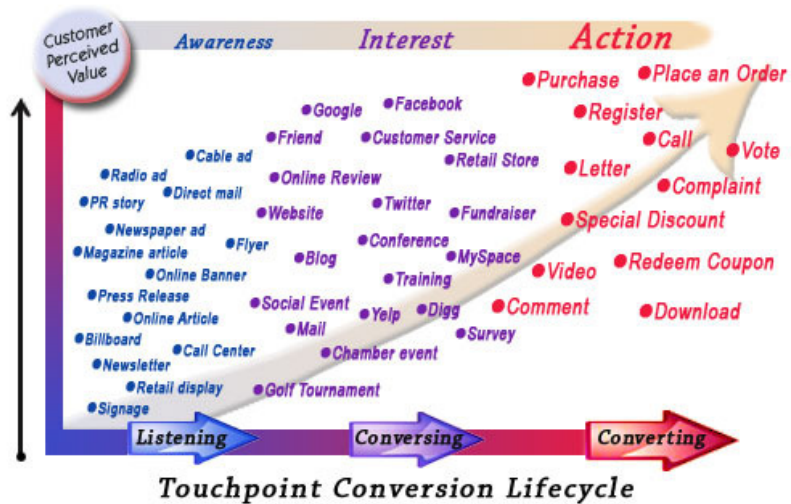 Customer
Perceived
Value
Awareness
Interest
Action
Cable ad
Radio ad
Direct mail
PR story
Newspaper ad
Flyer
Magazine article
Online Banner
Press Release
Online Article
Billboard
Call Center
Newsletter
Retail display
Signage
Google
Facebook
Friend
Customer Service
Retail Store
Online Review
Twitter
Website
Fundraiser
Conference
Blog
MySpace
Training
Social Event
Yelp
Digg
Mail
Survey
Chamber event
Golf Tournament
Purchase
Place an Order
Register
Call
Vote
Letter
Complaint
Special Discount
Video
Redeem Coupon
Comment
Download
Listening
Conversing
Converting
Touchpoint Conversion Lifecycle